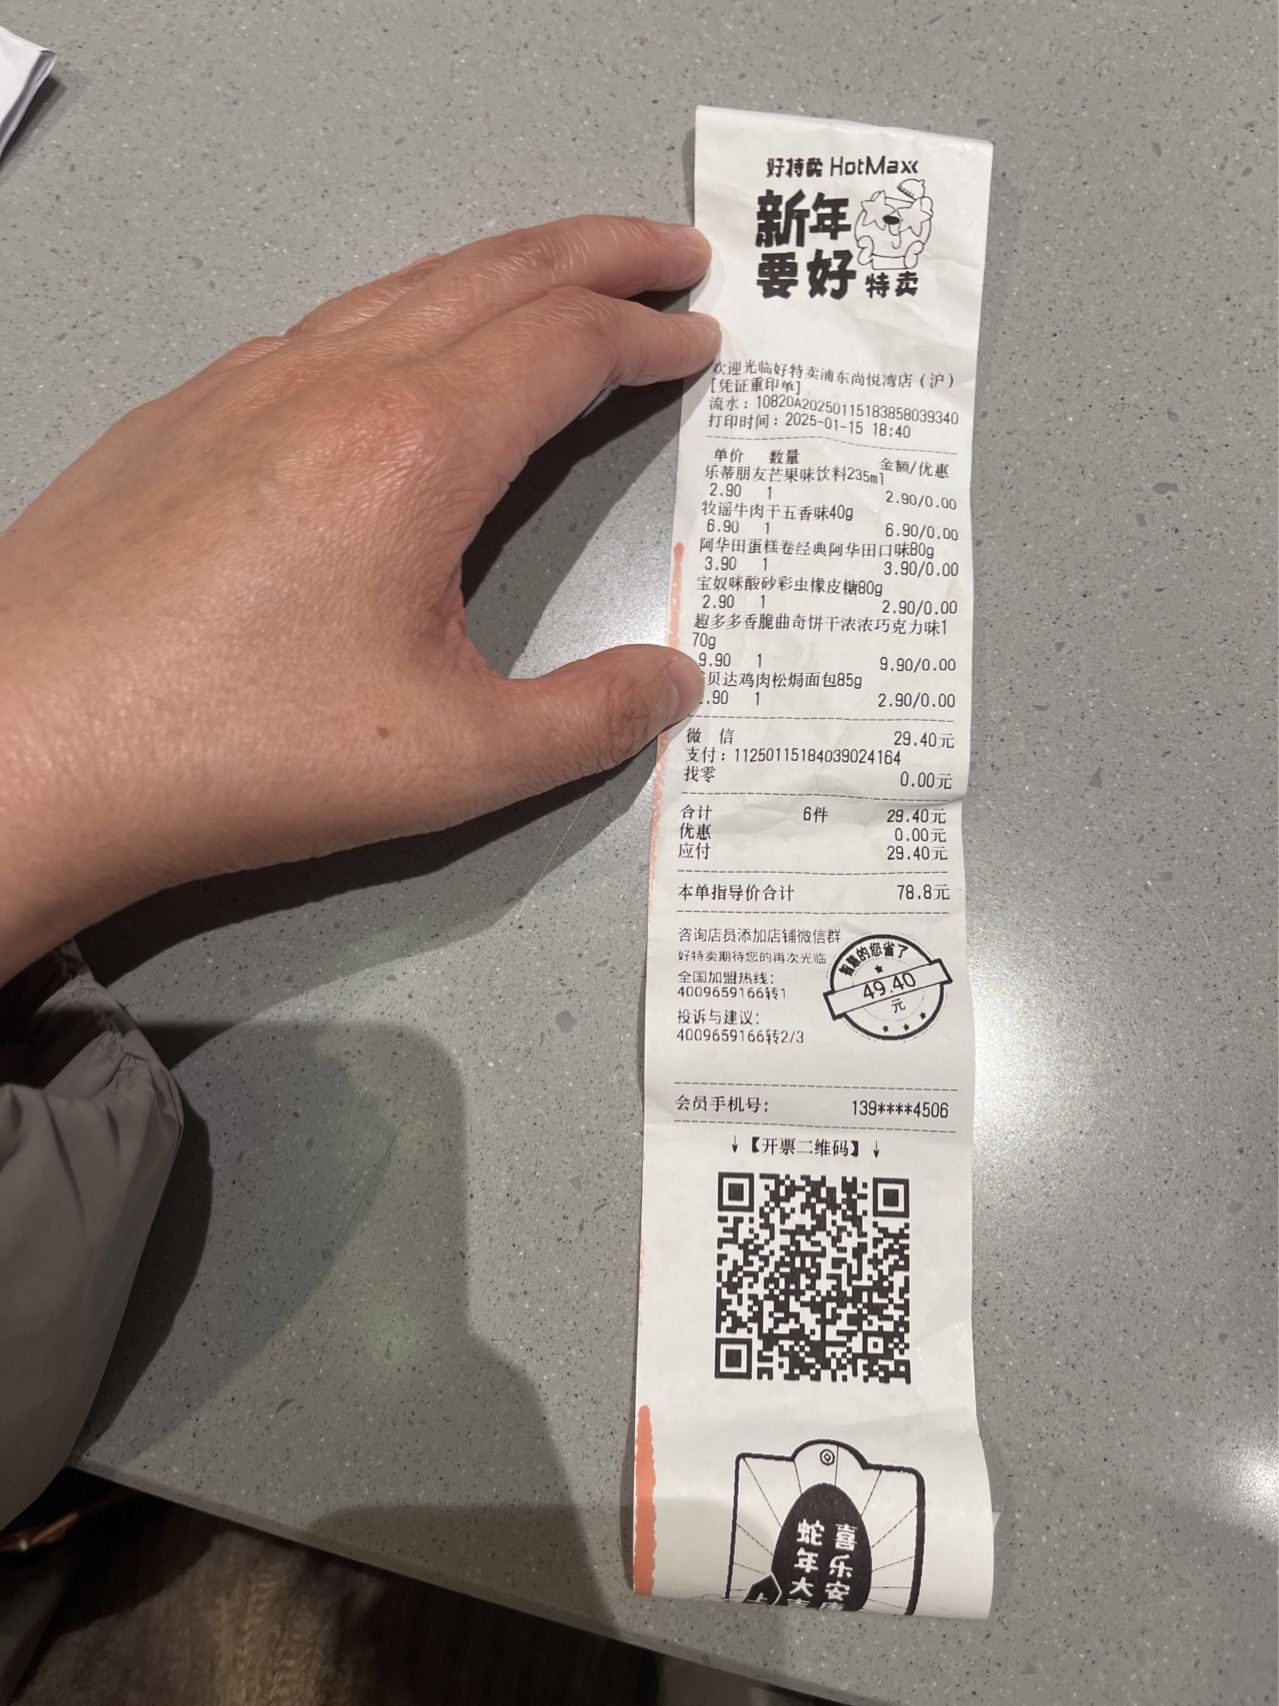 好特卖 HotMaxx
新年
要好特卖
欢迎光临好特卖浦东尚悦湾店（沪）
[凭证重印单]
流水：10820A20250115183858039340
打印时间：2025-01-15 18:40
单价 数量 金额/优惠
乐蒂朋友芒果味饮料235ml
2.90 1 2.90/0.00
牧谣牛肉干五香味40g
6.90 1 6.90/0.00
阿华田蛋糕卷经典阿华田口味80g
3.90 1 3.90/0.00
宝奴咪酸砂彩虫橡皮糖80g
2.90 1 2.90/0.00
趣多多香脆曲奇饼干浓浓巧克力味1
70g
9.90 1 9.90/0.00
贝达鸡肉松焗面包85g
.90 1 2.90/0.00
微 信 29.40元
支付：11250115184039024164
找零 0.00元
合计 6件 29.40元
优惠 0.00元
应付 29.40元
本单指导价合计 78.8元
咨询店员添加店铺微信群
好特卖期待您的再次光临
全国加盟热线：
4009659166转1
投诉与建议：
4009659166转2/3
智慧的您省了
49.40
元
会员手机号： 139****4506
↓【开票二维码】↓
喜乐安
蛇年大